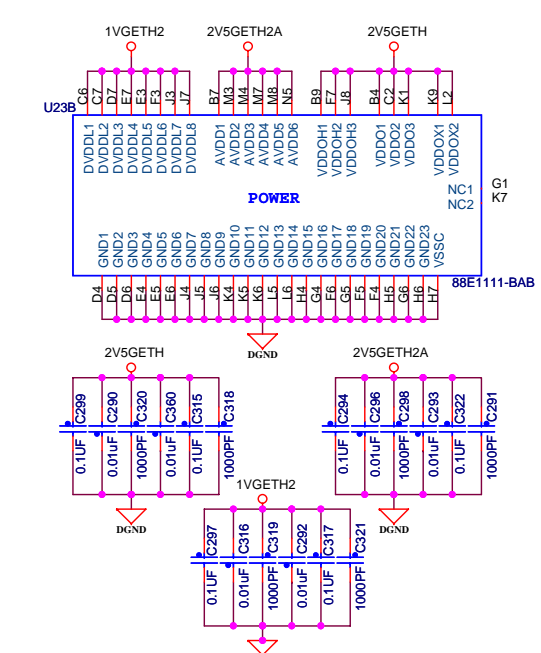 1VGETH2
2V5GETH2A
2V5GETH
C6
C7
D7
E7
E3
F3
J3
J7
B7
M3
M4
M7
M8
N5
B9
F7
J8
B4
C2
K1
K9
L2
U23B
DVDDL1
DVDDL2
DVDDL3
DVDDL4
DVDDL5
DVDDL6
DVDDL7
DVDDL8
AVDD1
AVDD2
AVDD3
AVDD4
AVDD5
AVDD6
VDDOH1
VDDOH2
VDDOH3
VDDO1
VDDO2
VDDO3
VDDOX1
VDDOX2
NC1
NC2
G1
K7
POWER
GND1
GND2
GND3
GND4
GND5
GND6
GND7
GND8
GND9
GND10
GND11
GND12
GND13
GND14
GND15
GND16
GND17
GND18
GND19
GND20
GND21
GND22
GND23
VSSC
88E1111-BAB
D4
D5
D6
E4
E5
E6
J4
J5
J6
K4
K5
K6
L5
L6
H4
G4
F6
G5
F5
F4
H5
G6
H6
H7
DGND
2V5GETH
C299
C290
C320
C360
C315
C318
0.1UF
0.01uF
1000PF
0.01uF
0.1UF
1000PF
DGND
2V5GETH2A
C294
C296
C298
C293
C322
C291
0.1UF
0.01uF
1000PF
0.01uF
0.1UF
1000PF
DGND
1VGETH2
C297
C316
C319
C292
C317
C321
0.1UF
0.01uF
1000PF
0.01uF
0.1UF
1000PF